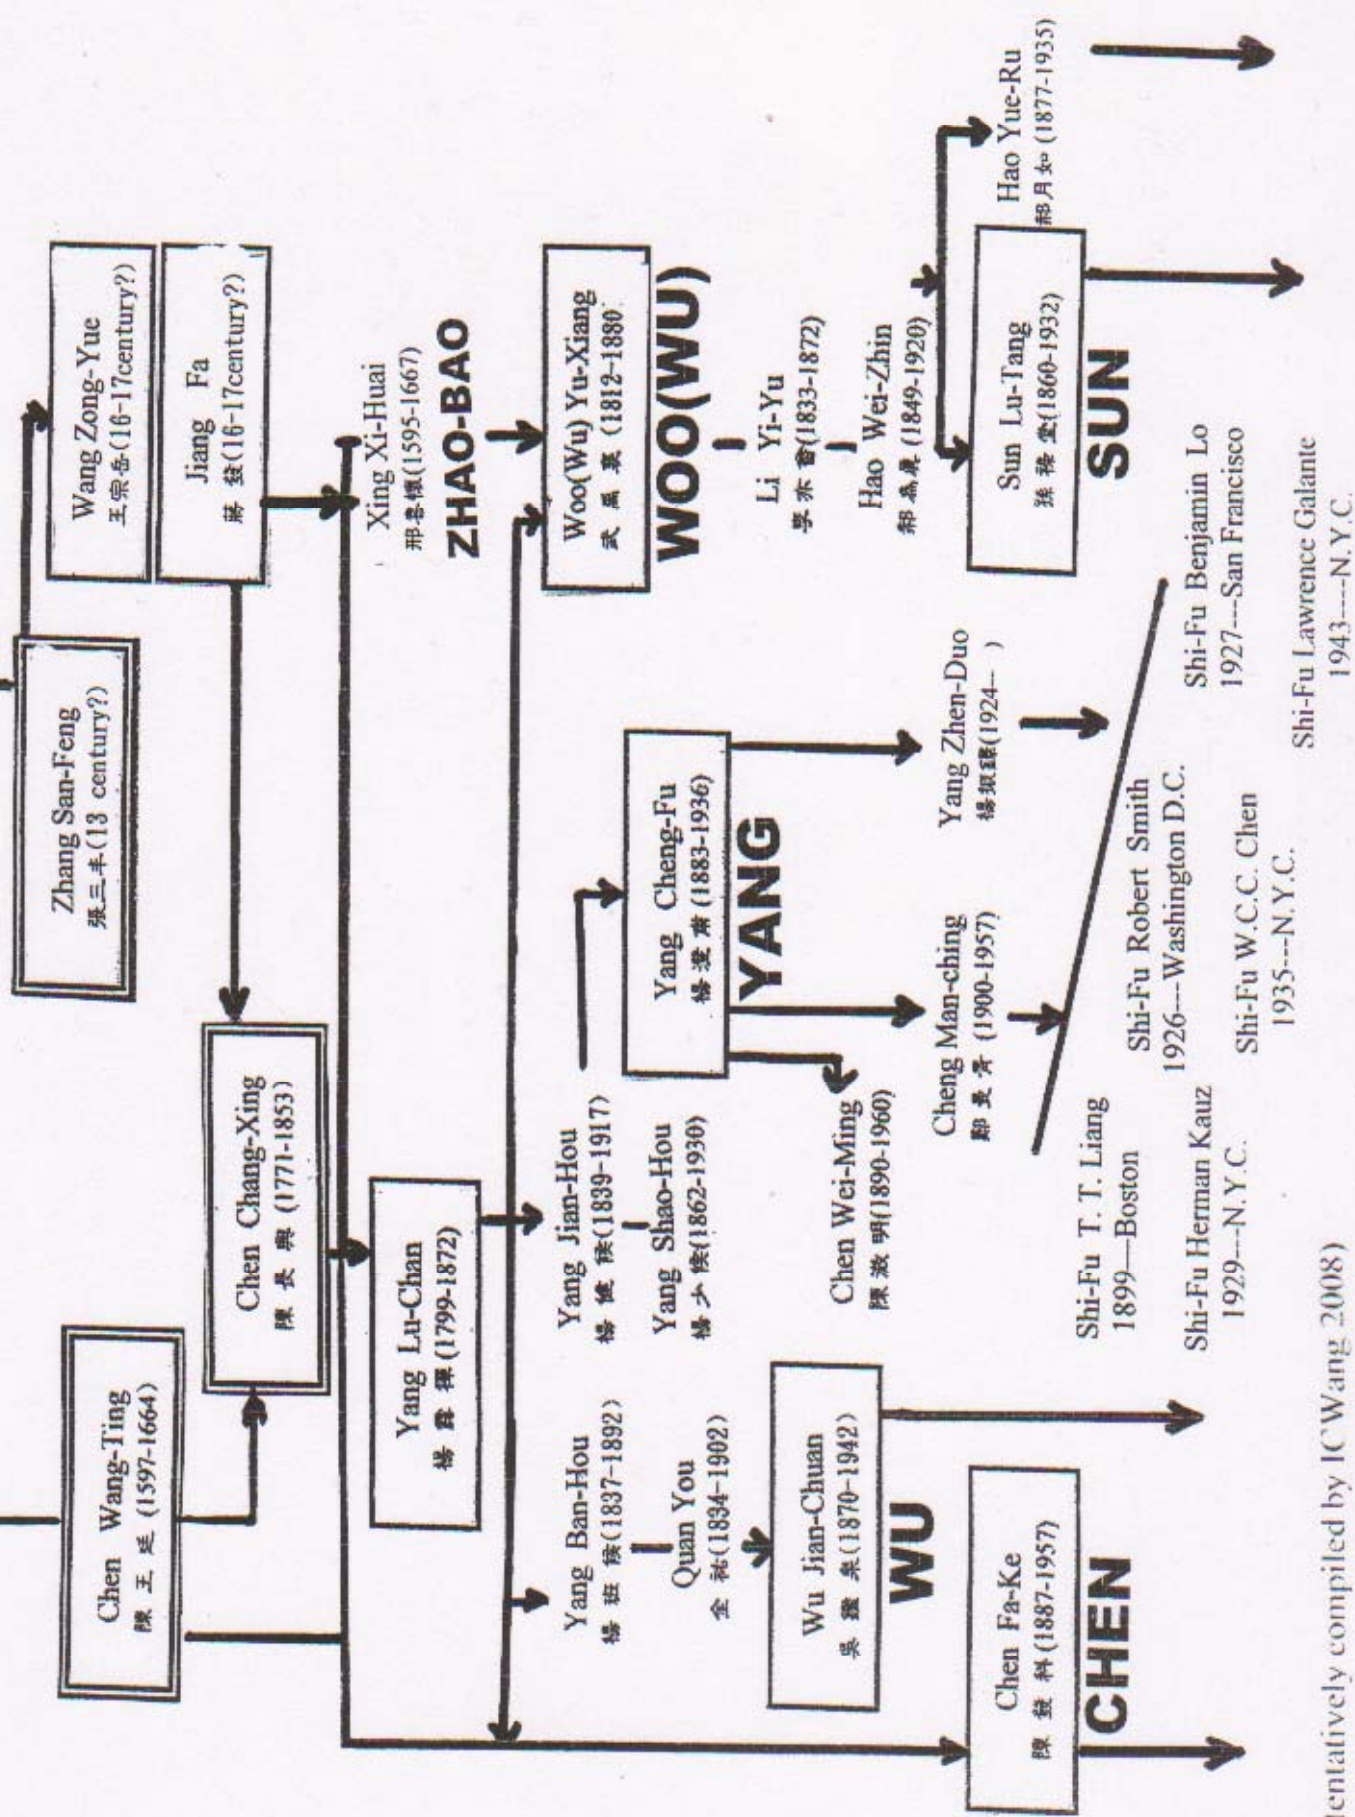 Zhang San-Feng
張三丰(13 century?)
Wang Zong-Yue
王宗岳(16-17century?)
Jiang Fa
蔣 發(16-17century?)
Chen Wang-Ting
陳 王 廷 (1597-1664)
Chen Chang-Xing
陳 長 興 (1771-1853)
Xing Xi-Huai
邢喜懷(1595-1667)
ZHAO-BAO
Yang Lu-Chan
楊 露 禪(1799-1872)
Woo(Wu) Yu-Xiang
武 禹 襄 (1812-1880
WOO(WU)
Yang Ban-Hou
楊 班 侯(1837-1892)
Quan You
全 祐(1834-1902)
Yang Jian-Hou
楊 健 侯(1839-1917)
Yang Shao-Hou
楊 少 侯(1862-1930)
Yang Cheng-Fu
楊 澄 甫 (1883-1936)
YANG
Li Yi-Yu
(1833-1872)
Hao Wei-Zhin
郝 為 真 (1849-1920)
Wu Jian-Chuan
吳 鑑 泉(1870-1942)
WU
Chen Wei-Ming
陳 微 明(1890-1960)
Cheng Man-ching
鄭 曼 青 (1900-1957)
Yang Zhen-Duo
楊振鐸(1924-- )
Sun Lu-Tang
孫 祿 堂(1860-1932)
SUN
Hao Yue-Ru
郝月如 (1877-1935)
Chen Fa-Ke
陳 發 科(1887-1957)
CHEN
Shi-Fu T. T. Liang
1899—Boston
Shi-Fu Robert Smith
1926---Washington D.C.
Shi-Fu Benjamin Lo
1927---San Francisco
Shi-Fu Herman Kauz
1929---N.Y.C.
Shi-Fu W.C.C. Chen
1935---N.Y.C.
Shi-Fu Lawrence Galante
1943----N.Y.C.
tentatively compiled by ICWang 2008)